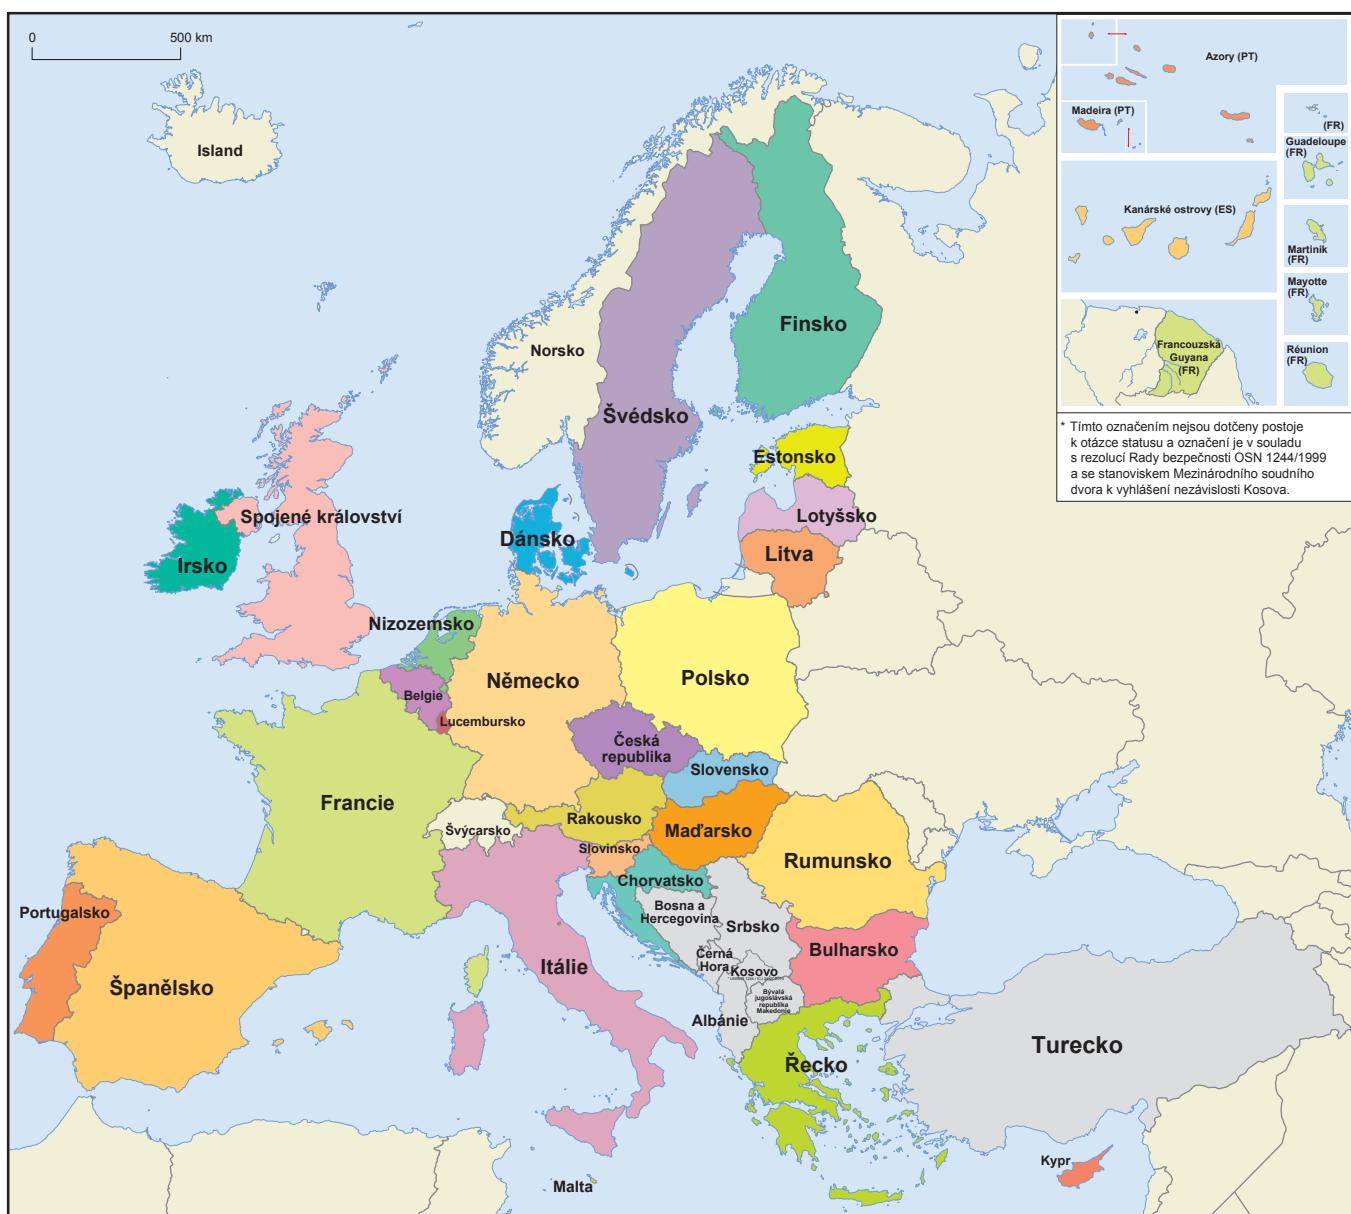 0
500 km
Island
Norsko
Švédsko
Finsko
Estonsko
Lotyšsko
Litva
Spojené království
Irsko
Dánsko
Nizozemsko
Belgie
Lucembursko
Německo
Polsko
Česká
republika
Slovensko
Francie
Švýcarsko
Rakousko
Maďarsko
Slovinsko
Chorvatsko
Rumunsko
Bosna a
Hercegovina
Srbsko
Portugalsko
Španělsko
Itálie
Černá
Hora
Kosovo
Bulharsko
Bývalá
jugoslávská
republika
Makedonie
Albánie
Řecko
Turecko
Malta
Kypr
Azory (PT)
Madeira (PT)
(FR)
Guadeloupe
(FR)
Kanárské ostrovy (ES)
Martinik
(FR)
Mayotte
(FR)
Francouzská
Guyana
(FR)
Réunion
(FR)
* Tímto označením nejsou dotčeny postoje
k otázce statusu a označení je v souladu
s rezolucí Rady bezpečnosti OSN 1244/1999
a se stanoviskem Mezinárodního soudního
dvora k vyhlášení nezávislosti Kosova.